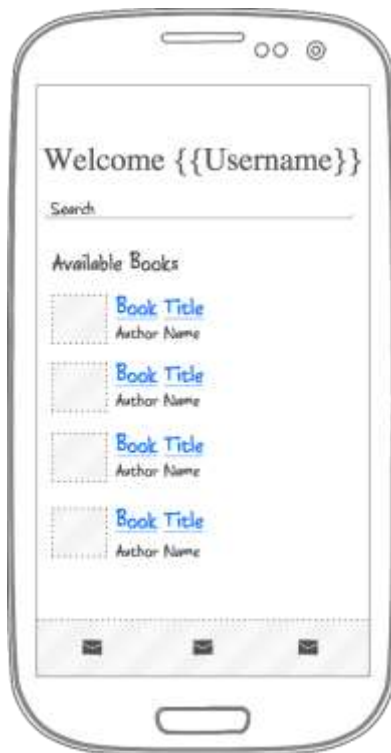 Welcome {{Username}}
Search
Available Books
Book Title
Author Name
Book Title
Author Name
Book Title
Author Name
Book Title
Author Name